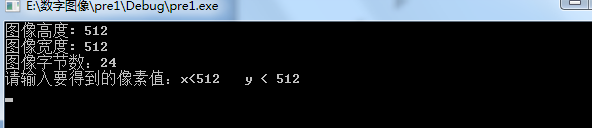 E:\数字图像\pre1\Debug\pre1.exe
图像高度: 512
图像宽度: 512
图像字节数: 24
请输入要得到的像素值: x<512   y < 512